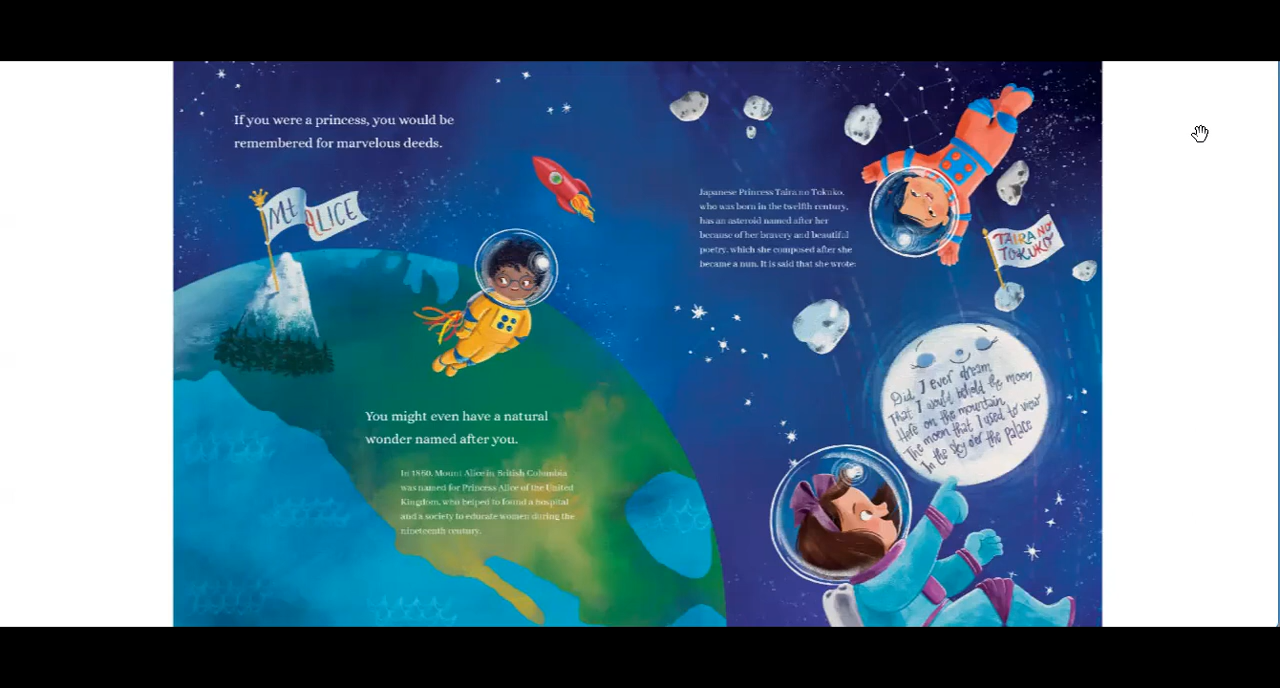 If you were a princess, you would be
remembered for marvelous deeds.
Mt ALICE
You might even have a natural
wonder named after you.
In 1860, Mount Alice in British Columbia
was named for Princess Alice of the United
Kingdom, who helped to found a hospital
and a society to educate women during the
nineteenth century.
Japanese Princess Taira no Tokuko,
who was born in the twelfth century,
has an asteroid named after her
because of her bravery and beautiful
poetry, which she composed after she
became a nun. It is said that she wrote:
TAIRA NO
TOKUKO
Did I ever dream
That I would behold the moon
Here on the mountain
The moon that I used to view
In the sky o'er the palace